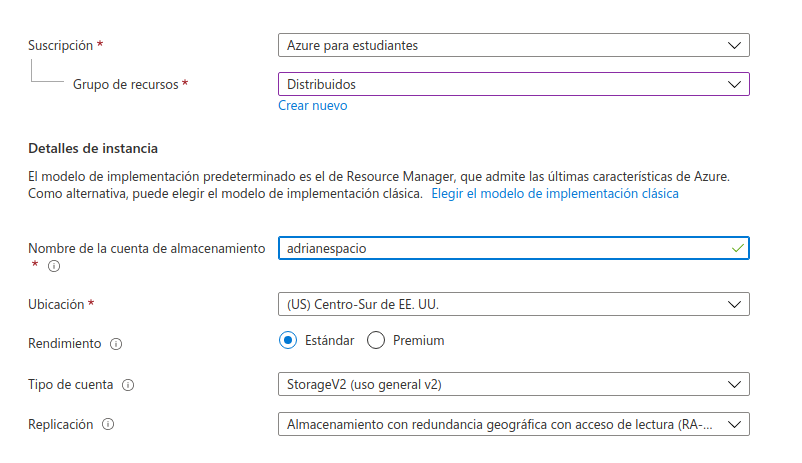 Suscripción * Azure para estudiantes
Grupo de recursos * Distribuidos
Crear nuevo
Detalles de instancia
El modelo de implementación predeterminado es el de Resource Manager, que admite las últimas características de Azure.
Como alternativa, puede elegir el modelo de implementación clásica. Elegir el modelo de implementación clásica
Nombre de la cuenta de almacenamiento adrianespacio
*
Ubicación * (US) Centro-Sur de EE. UU.
Rendimiento Estándar Premium
Tipo de cuenta StorageV2 (uso general v2)
Replicación Almacenamiento con redundancia geográfica con acceso de lectura (RA-...